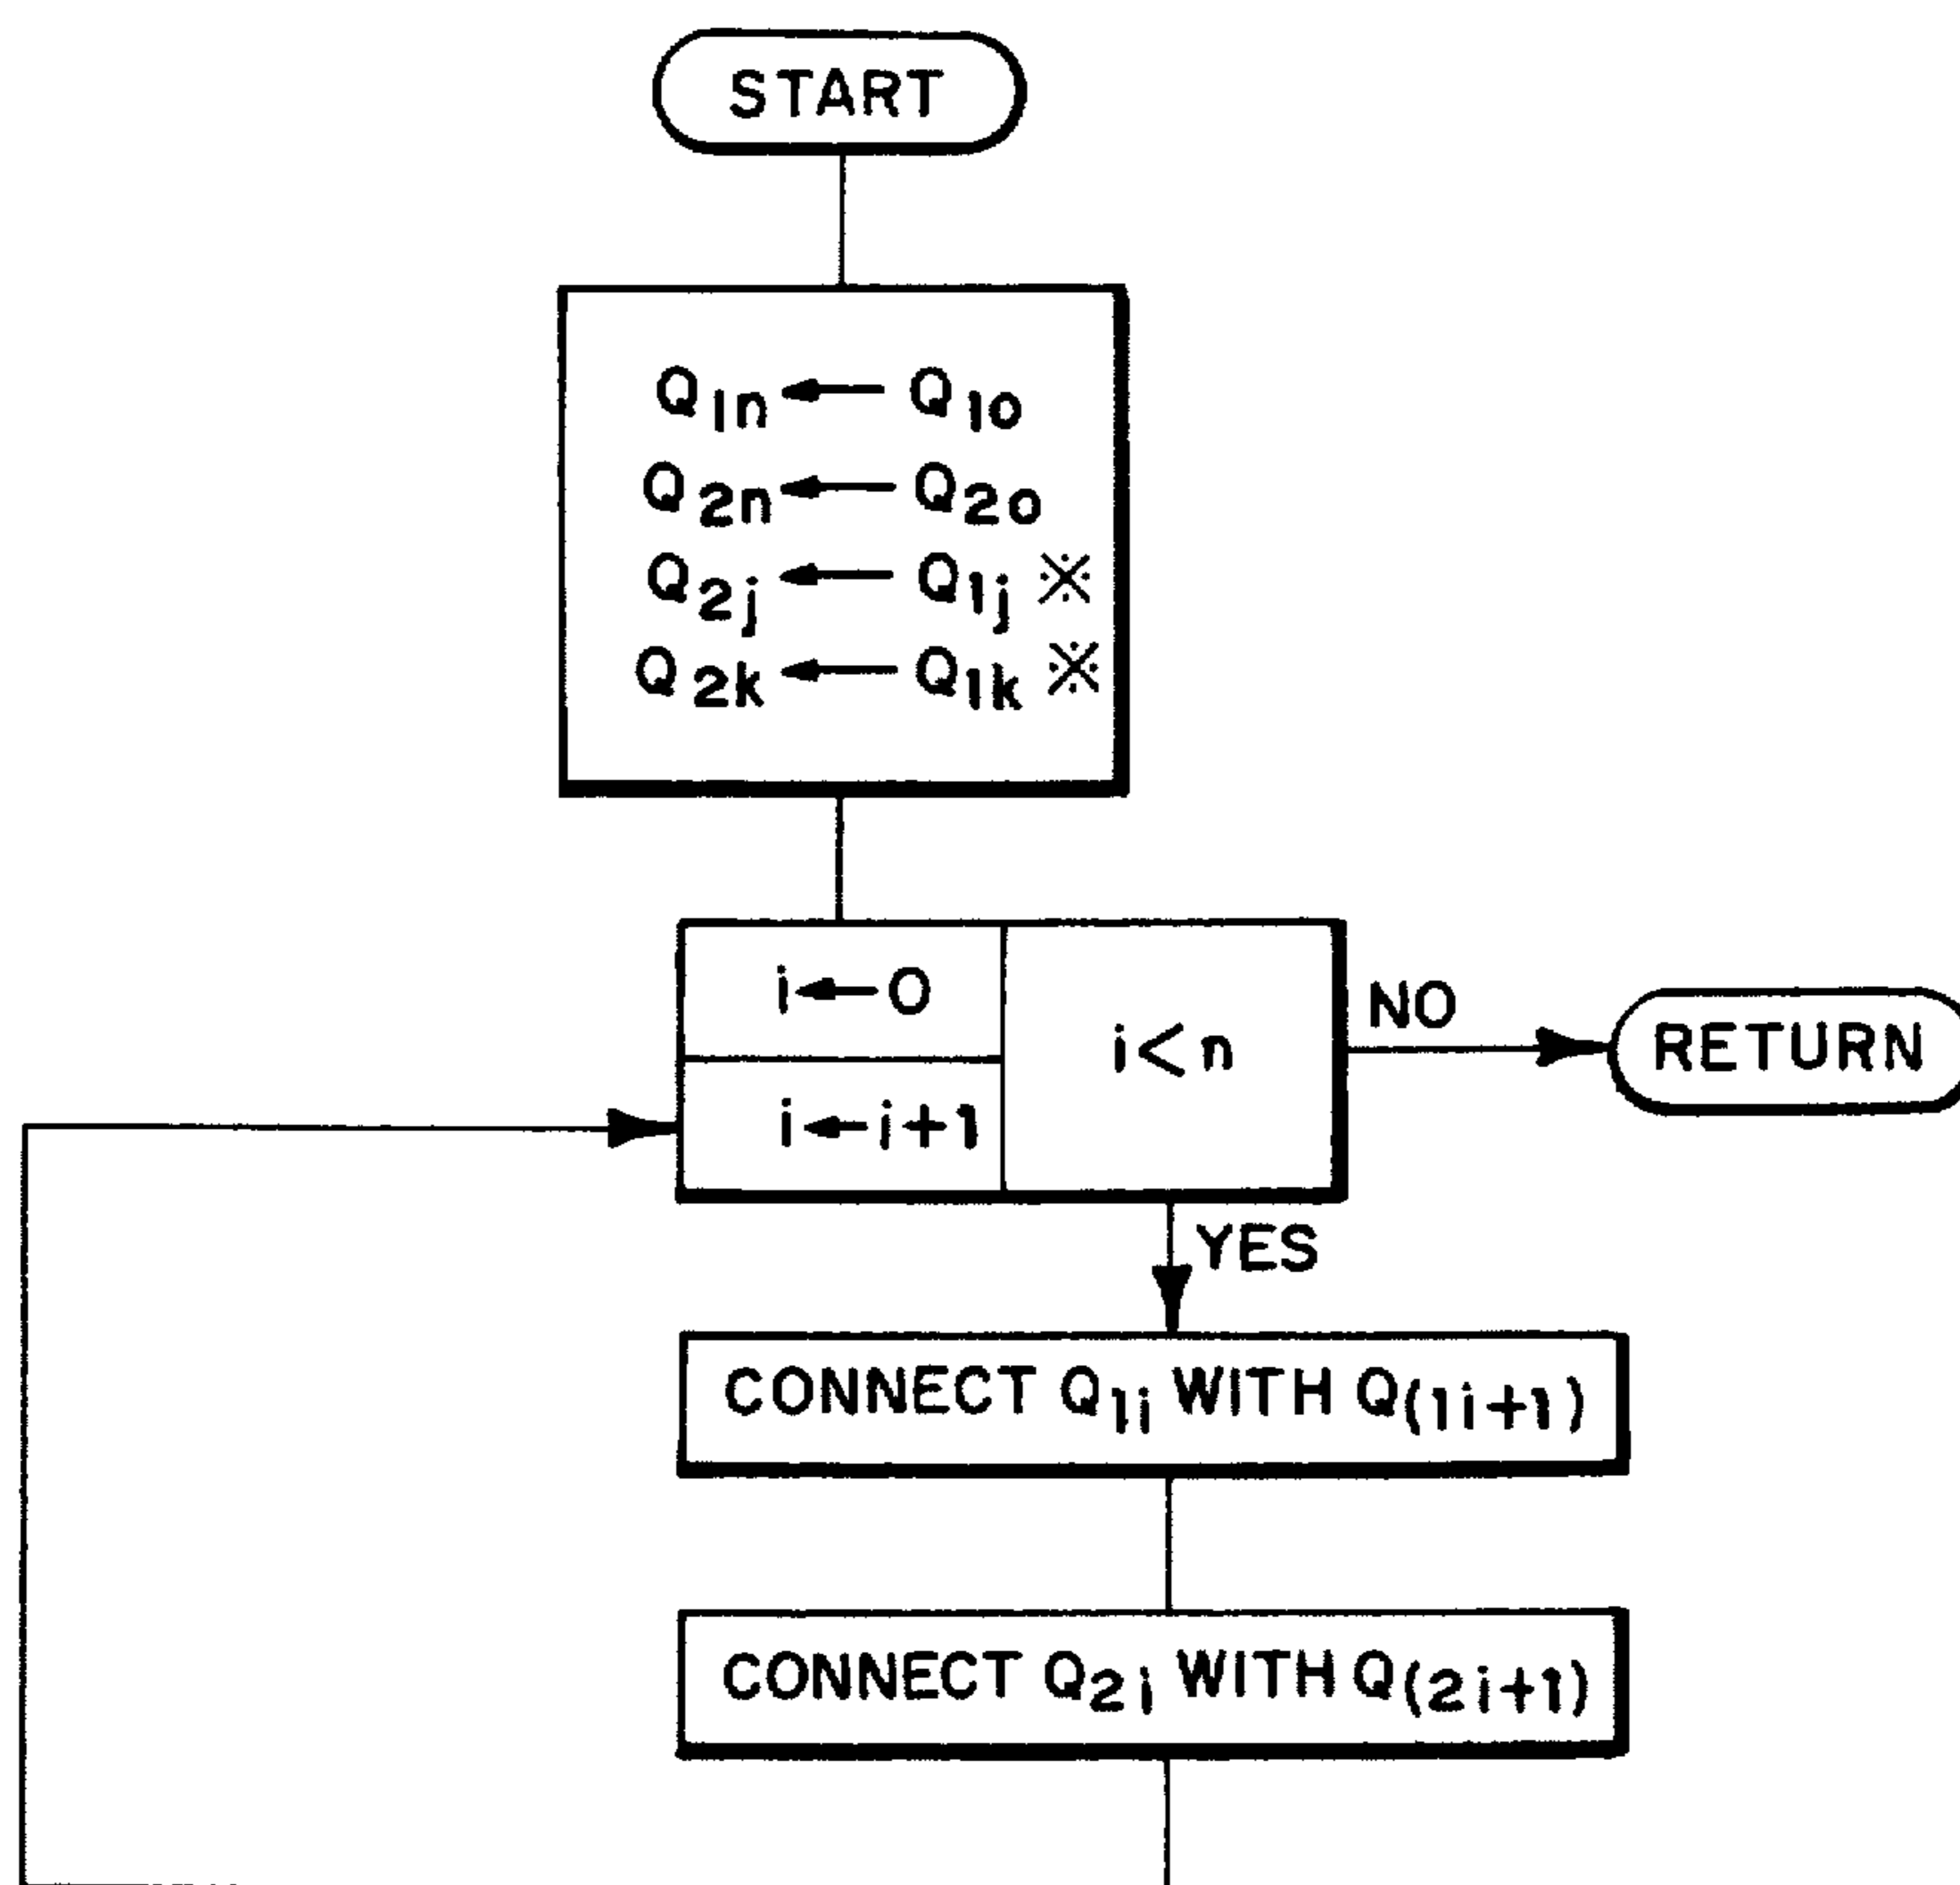 START
Q1n ← Q1o
Q2n ← Q2o
Q2j ← Q1j ※
Q2k ← Q1k ※
i←0
i<n
NO
RETURN
i←i+1
YES
CONNECT Q1i WITH Q(1i+1)
CONNECT Q2i WITH Q(2i+1)